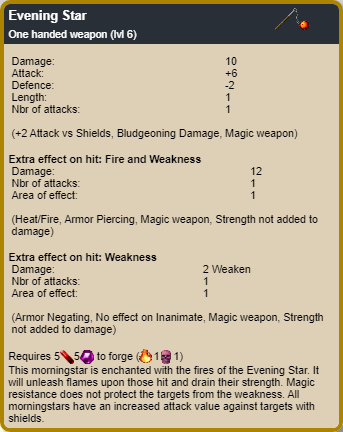 Evening Star
One handed weapon (lvl 6)
Damage: 10
Attack: +6
Defence: -2
Length: 1
Nbr of attacks: 1
(+2 Attack vs Shields, Bludgeoning Damage, Magic weapon)
Extra effect on hit: Fire and Weakness
Damage: 12
Nbr of attacks: 1
Area of effect: 1
(Heat/Fire, Armor Piercing, Magic weapon, Strength not added to
damage)
Extra effect on hit: Weakness
Damage: 2 Weaken
Nbr of attacks: 1
Area of effect: 1
(Armor Negating, No effect on Inanimate, Magic weapon, Strength
not added to damage)
Requires 5 5 to forge ( 1 1)
This morningstar is enchanted with the fires of the Evening Star. It
will unleash flames upon those hit and drain their strength. Magic
resistance does not protect the targets from the weakness. All
morningstars have an increased attack value against targets with
shields.